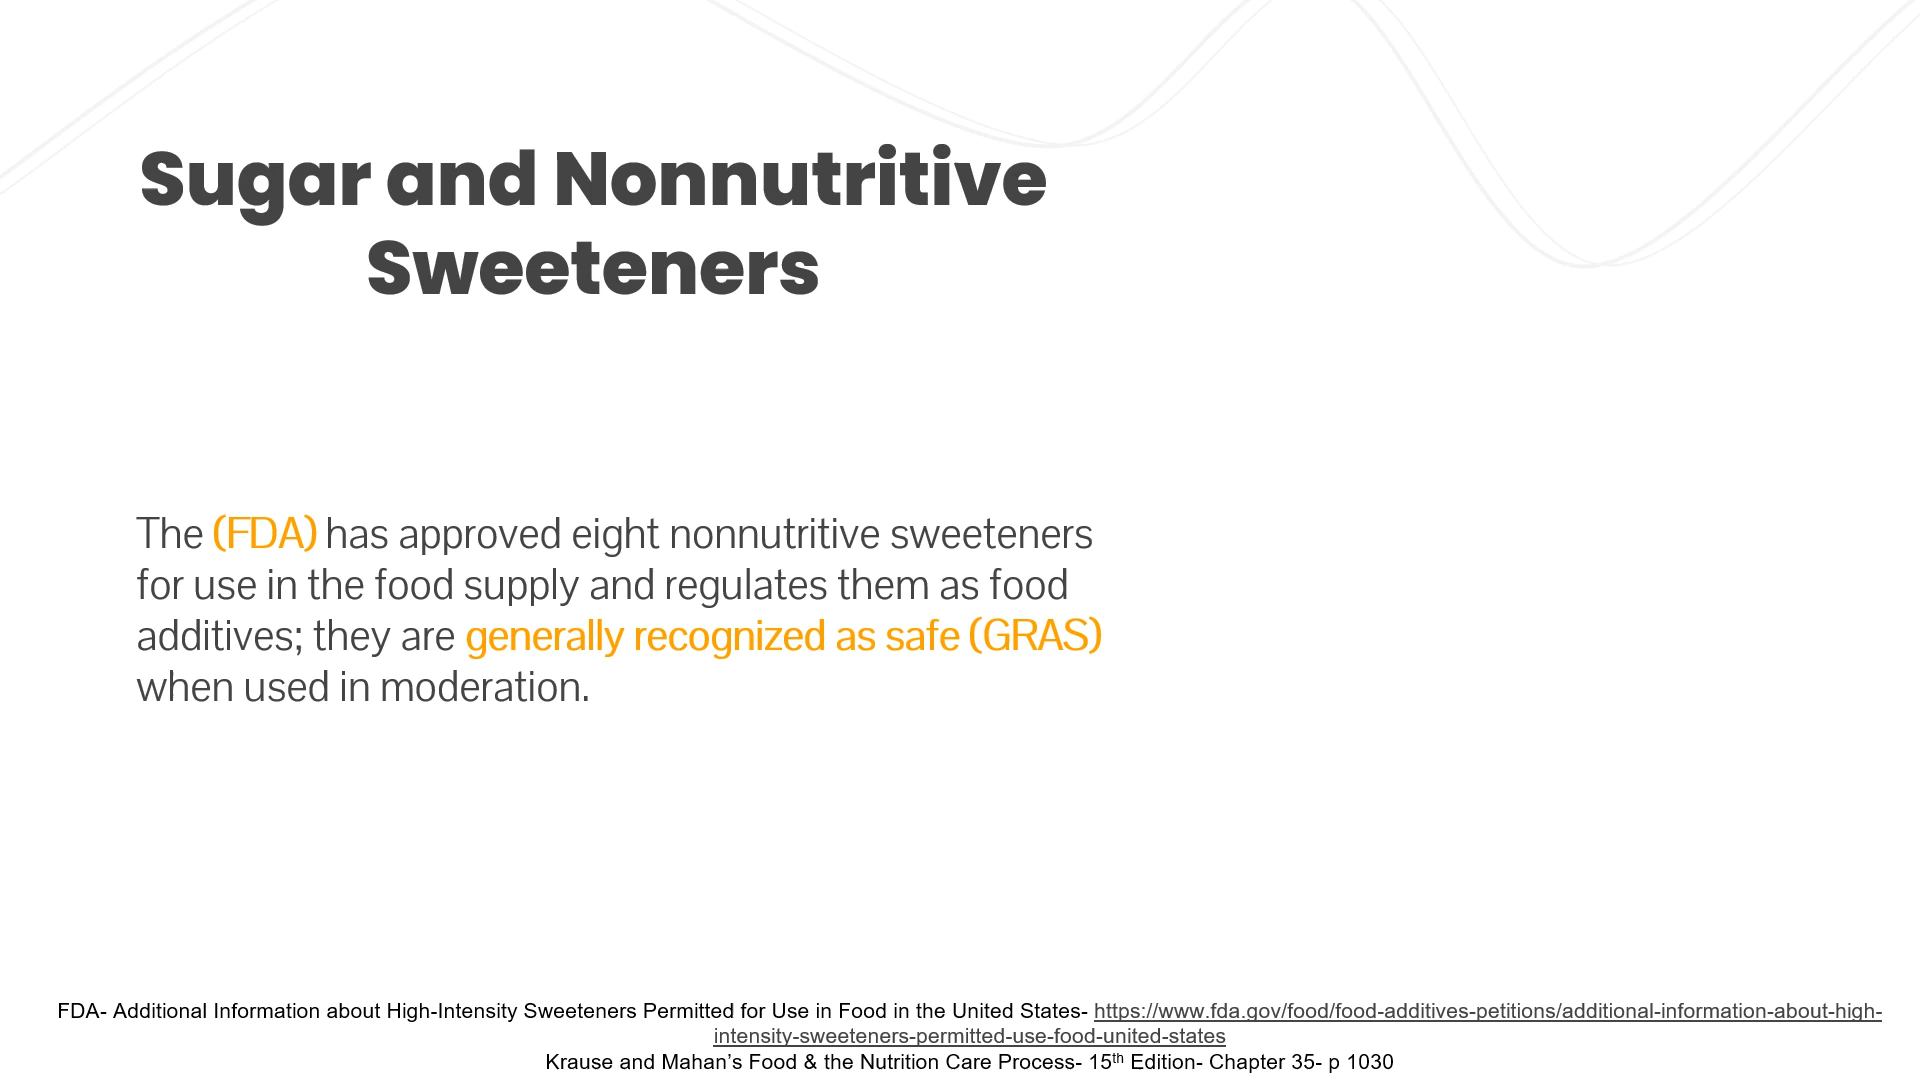 Sugar and Nonnutritive
Sweeteners
The (FDA) has approved eight nonnutritive sweeteners
for use in the food supply and regulates them as food
additives; they are generally recognized as safe (GRAS)
when used in moderation.
FDA- Additional Information about High-Intensity Sweeteners Permitted for Use in Food in the United States- https://www.fda.gov/food/food-additives-petitions/additional-information-about-high-
intensity-sweeteners-permitted-use-food-united-states
Krause and Mahan’s Food & the Nutrition Care Process- 15th Edition- Chapter 35- p 1030